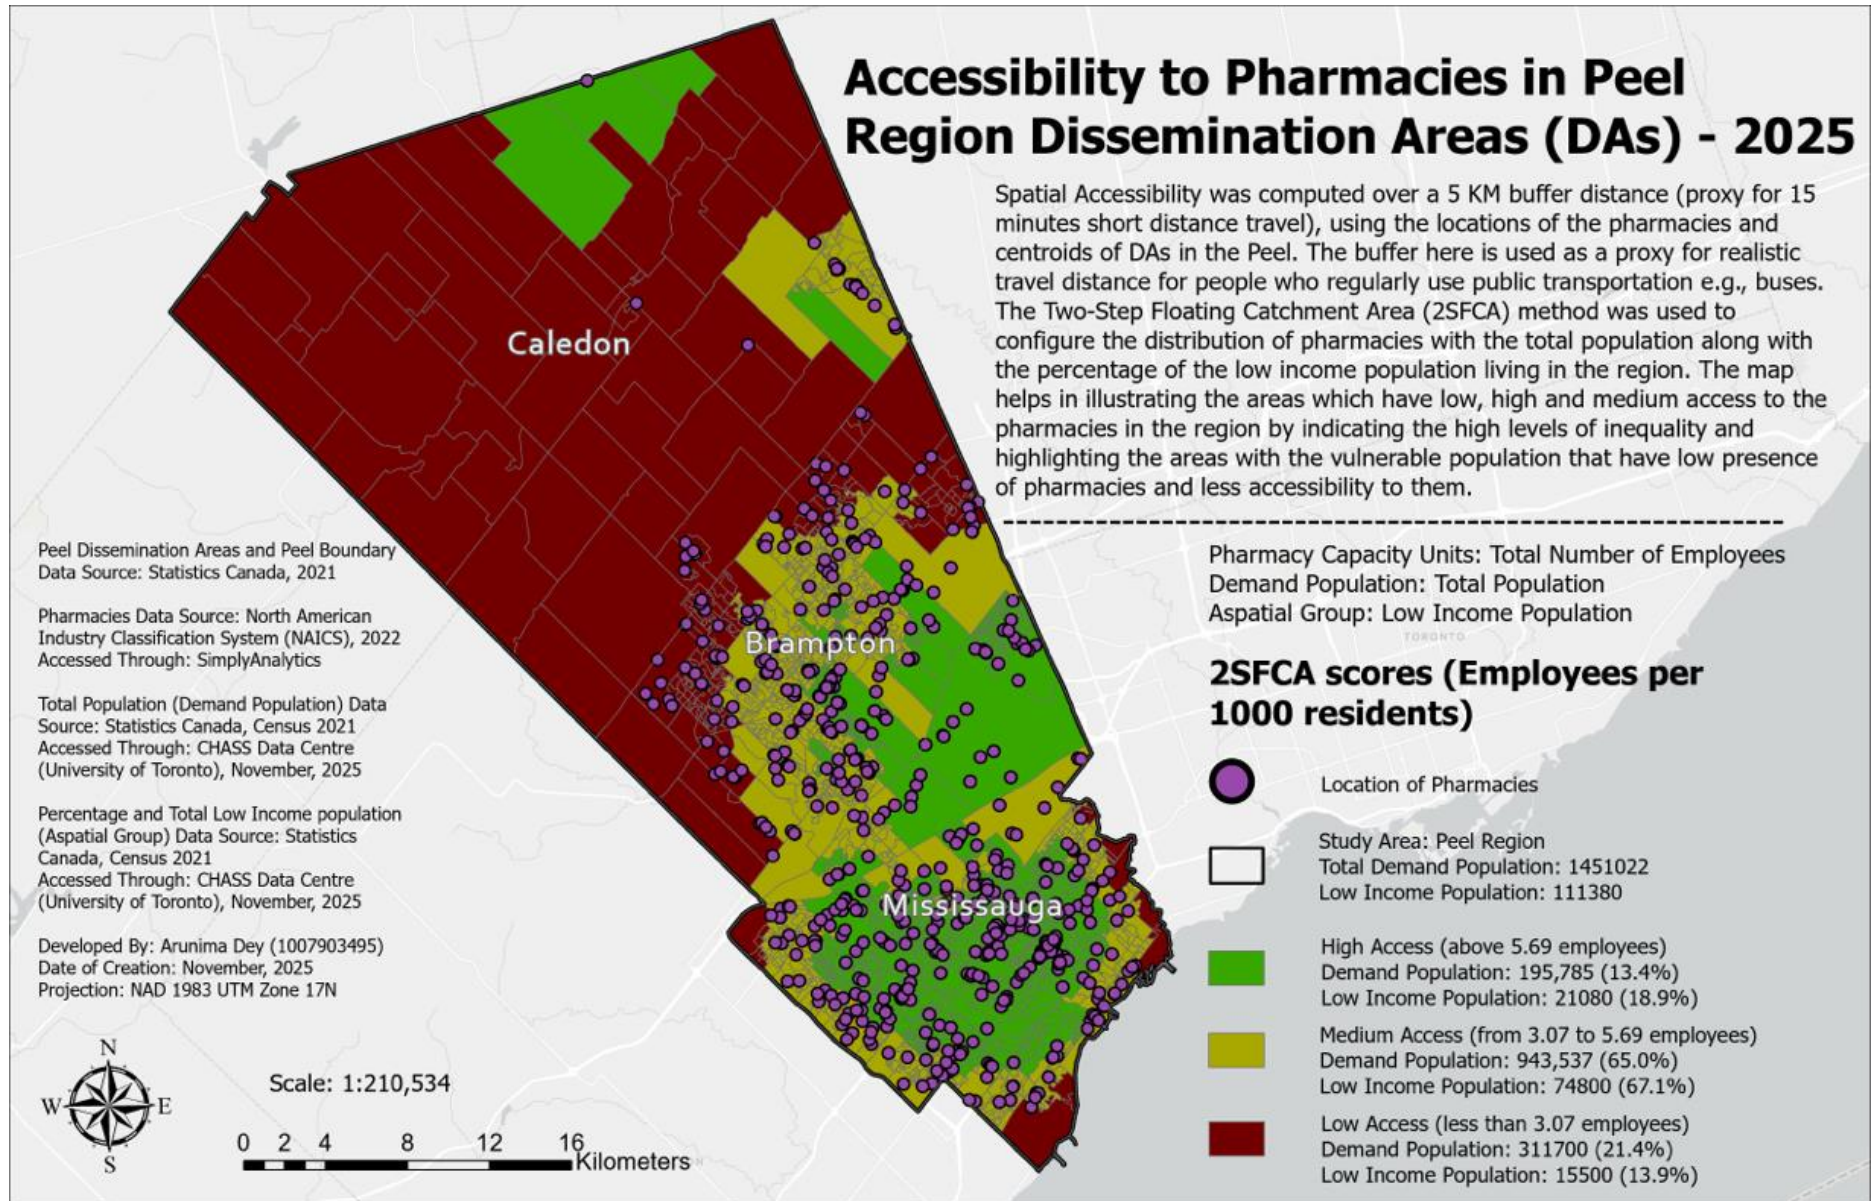 Accessibility to Pharmacies in Peel
Region Dissemination Areas (DAs) - 2025
Spatial Accessibility was computed over a 5 KM buffer distance (proxy for 15
minutes short distance travel), using the locations of the pharmacies and
centroids of DAs in the Peel. The buffer here is used as a proxy for realistic
travel distance for people who regularly use public transportation e.g., buses.
The Two-Step Floating Catchment Area (2SFCA) method was used to
configure the distribution of pharmacies with the total population along with
the percentage of the low income population living in the region. The map
helps in illustrating the areas which have low, high and medium access to the
pharmacies in the region by indicating the high levels of inequality and
highlighting the areas with the vulnerable population that have low presence
of pharmacies and less accessibility to them.
Caledon
Brampton
Mississauga
TORONTO
Peel Dissemination Areas and Peel Boundary
Data Source: Statistics Canada, 2021
Pharmacies Data Source: North American
Industry Classification System (NAICS), 2022
Accessed Through: SimplyAnalytics
Total Population (Demand Population) Data
Source: Statistics Canada, Census 2021
Accessed Through: CHASS Data Centre
(University of Toronto), November, 2025
Percentage and Total Low Income population
(Aspatial Group) Data Source: Statistics
Canada, Census 2021
Accessed Through: CHASS Data Centre
(University of Toronto), November, 2025
Developed By: Arunima Dey (1007903495)
Date of Creation: November, 2025
Projection: NAD 1983 UTM Zone 17N
N
W E
S
Scale: 1:210,534
0 2 4 8 12 16
Kilometers
Pharmacy Capacity Units: Total Number of Employees
Demand Population: Total Population
Aspatial Group: Low Income Population
2SFCA scores (Employees per
1000 residents)
Location of Pharmacies
Study Area: Peel Region
Total Demand Population: 1451022
Low Income Population: 111380
High Access (above 5.69 employees)
Demand Population: 195,785 (13.4%)
Low Income Population: 21080 (18.9%)
Medium Access (from 3.07 to 5.69 employees)
Demand Population: 943,537 (65.0%)
Low Income Population: 74800 (67.1%)
Low Access (less than 3.07 employees)
Demand Population: 311700 (21.4%)
Low Income Population: 15500 (13.9%)